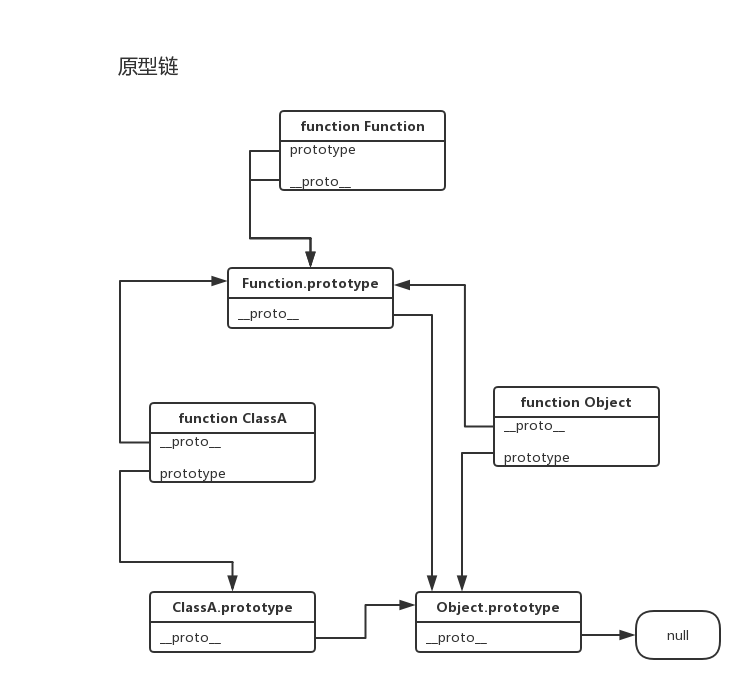 原型链
function Function
prototype
__proto__
Function.prototype
__proto__
function ClassA
__proto__
prototype
function Object
__proto__
prototype
ClassA.prototype
__proto__
Object.prototype
__proto__
null